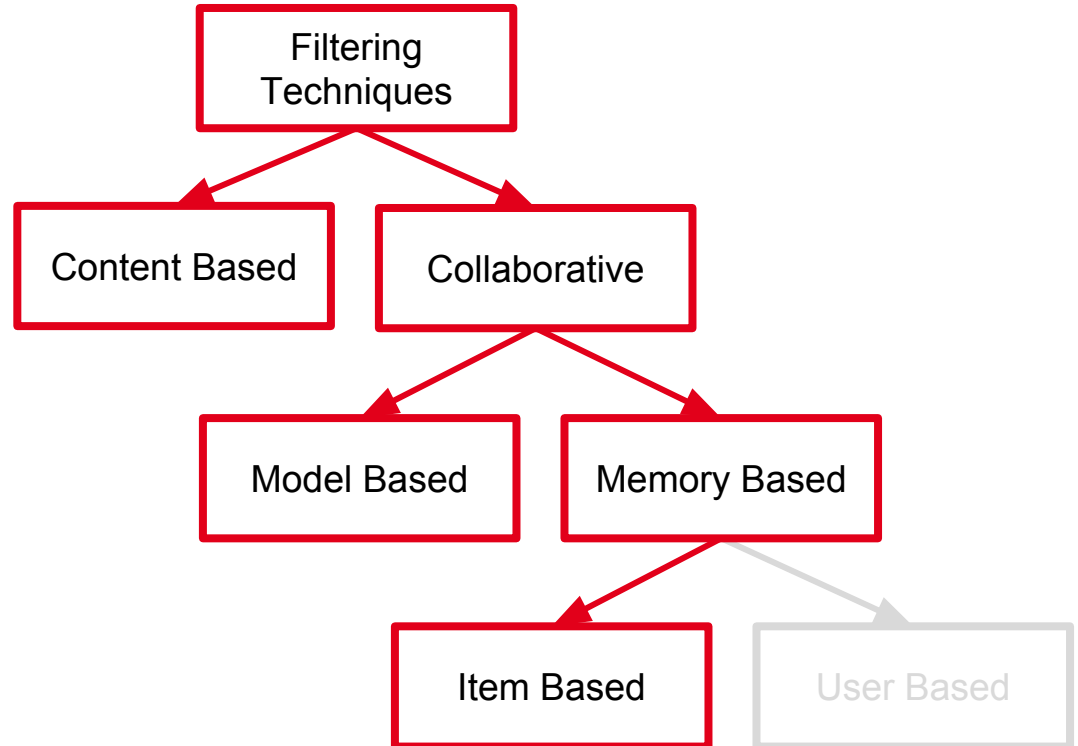 Filtering
Techniques
Content Based
Collaborative
Model Based
Memory Based
Item Based
User Based